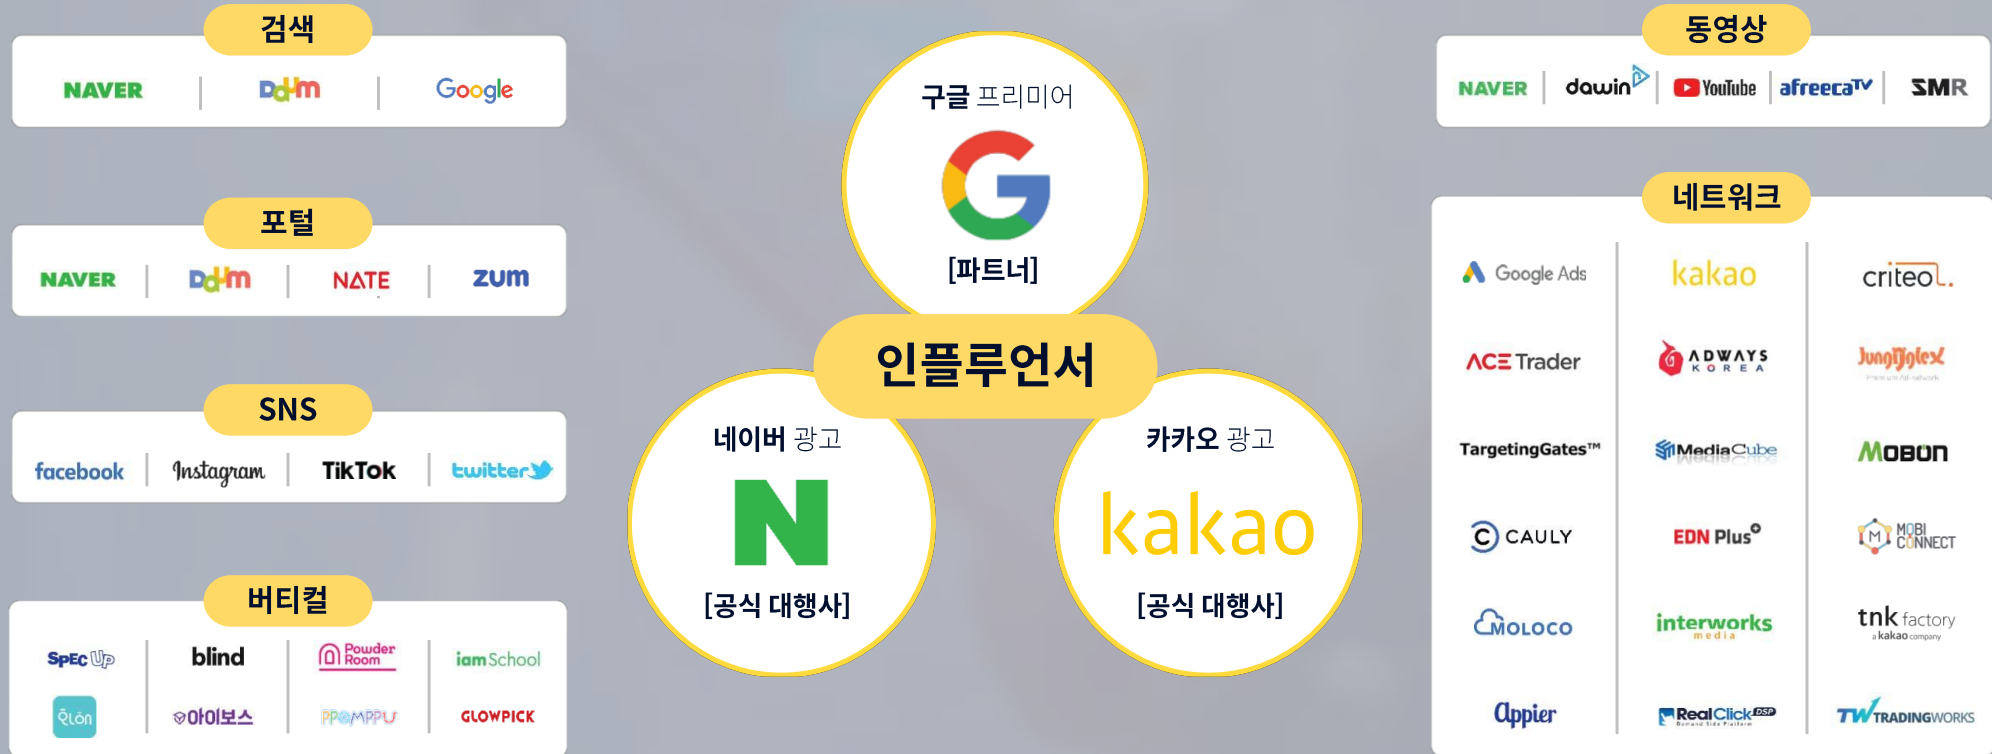 검색
NAVER
Daum
Google
포털
NAVER
Daum
NATE
zum
SNS
facebook
Instagram
TikTok
twitter
버티컬
SPEC UP
blind
Powder Room
iamSchool
아이보스
PPOMPPU
GLOWPICK
구글 프리미어
G
[파트너]
인플루언서
네이버 광고
N
[공식 대행사]
카카오 광고
kakao
[공식 대행사]
동영상
NAVER
dawin
YouTube
afreecaTV
SMR
네트워크
Google Ads
kakao
criteo.
ACE Trader
ADWAYS
KOREA
TargetingGates™
MediaCube
MOBON
CAULY
EDN Plus
MOBI
CONNECT
MOLOCO
interworks
media
tnk factory
a kakao company
Appier
RealClick DSP
Demand Side Platform
TW TRADINGWORKS